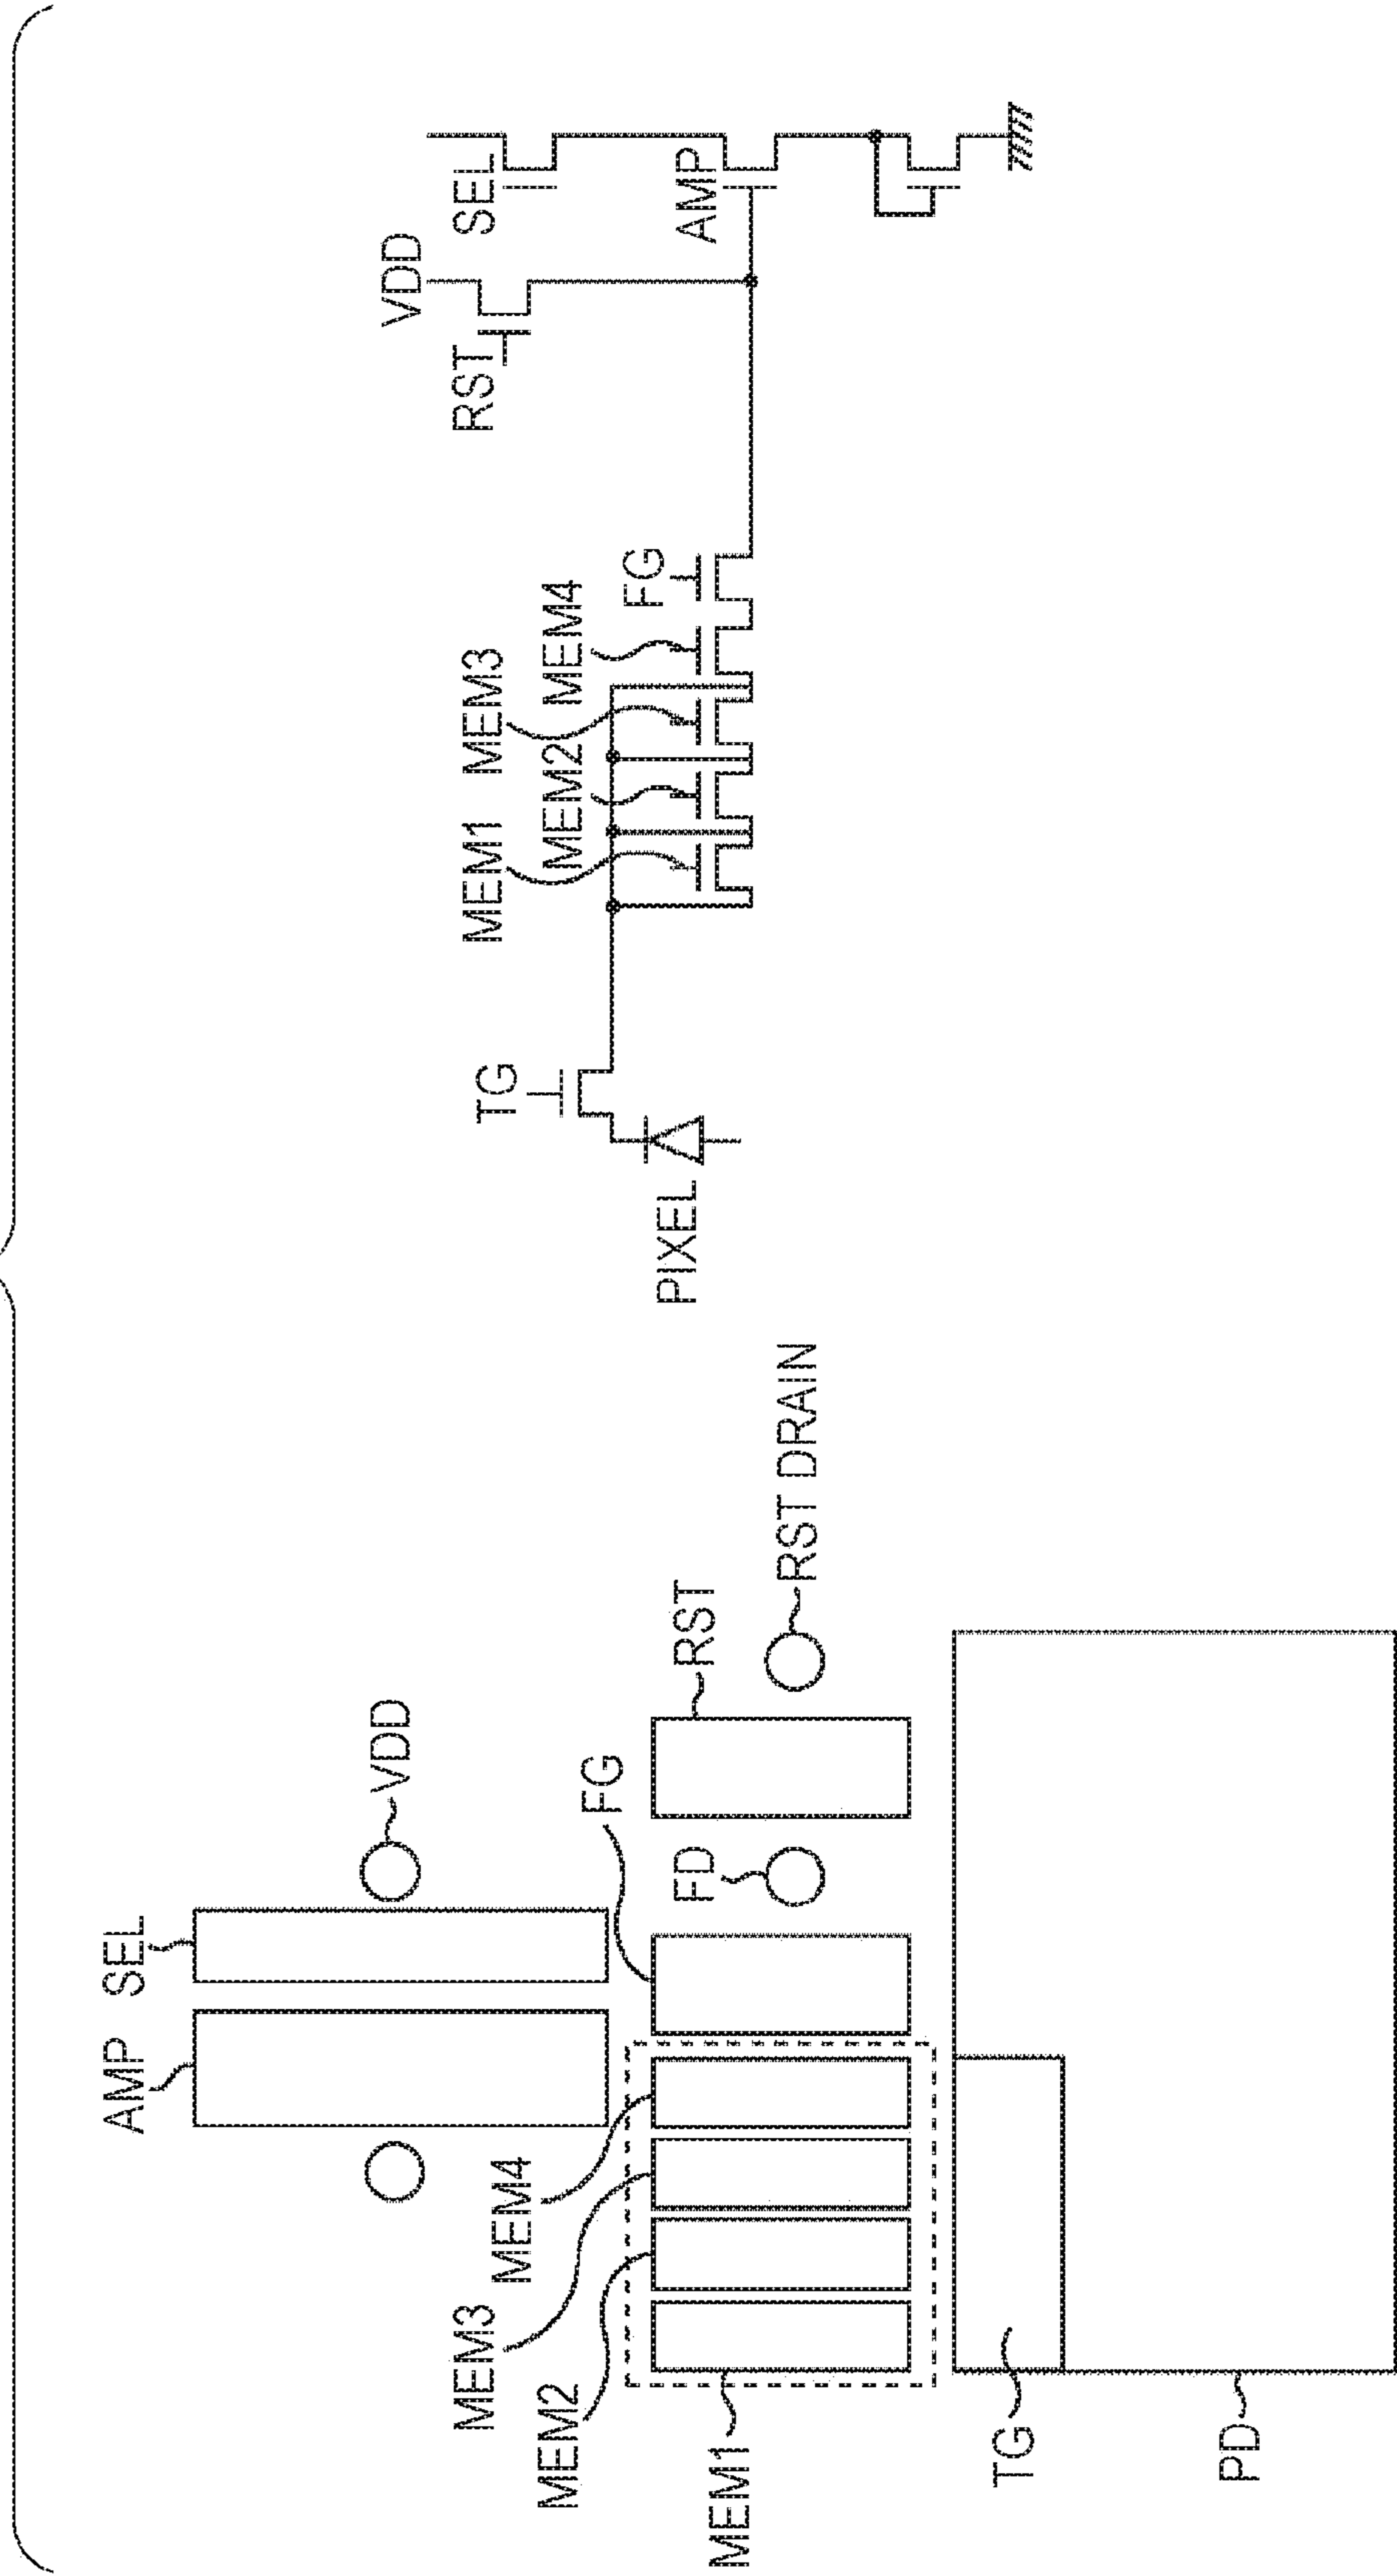 AMP
SEL
VDD
MEM4
MEM3
MEM2
MEM1
FG
FD
RST
RST DRAIN
TG
PD
PIXEL
TG
MEM1
MEM2
MEM3
MEM4
FG
RST
VDD
SEL
AMP